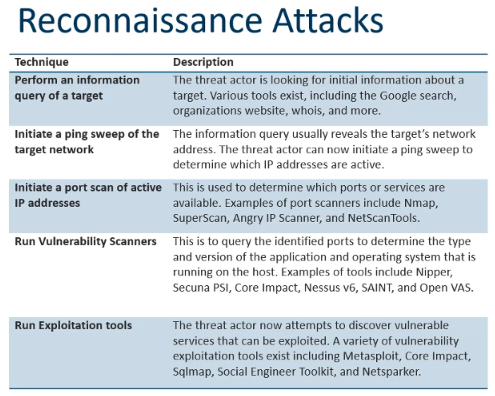 Reconnaissance Attacks
Technique Description
Perform an information The threat actor is looking for initial information about a
query of a target target. Various tools exist, including the Google search,
organizations website, whois, and more.
Initiate a ping sweep of the The information query usually reveals the target's network
target network address. The threat actor can now initiate a ping sweep to
determine which IP addresses are active.
Initiate a port scan of active This is used to determine which ports or services are
IP addresses available. Examples of port scanners include Nmap,
SuperScan, Angry IP Scanner, and NetScanTools.
Run Vulnerability Scanners This is to query the identified ports to determine the type
and version of the application and operating system that is
running on the host. Examples of tools include Nipper,
Secuna PSI, Core Impact, Nessus v6, SAINT, and Open VAS.
Run Exploitation tools The threat actor now attempts to discover vulnerable
services that can be exploited. A variety of vulnerability
exploitation tools exist including Metasploit, Core Impact,
Sqlmap, Social Engineer Toolkit, and Netsparker.